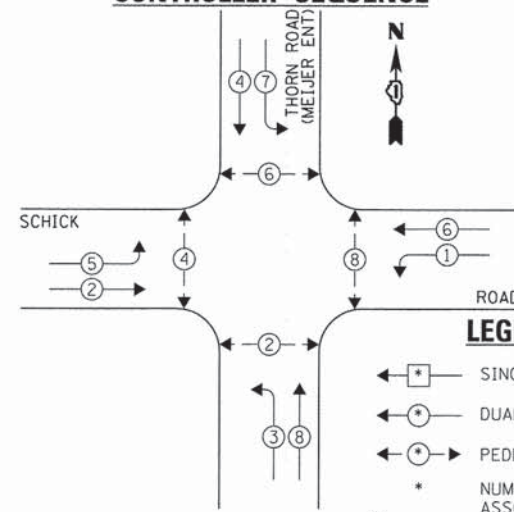 CONTROLLER SEQUENCE
THORN ROAD
(MEIJER ENT)
N
4
7
6
SCHICK
5
2
4
8
6
1
ROAD
2
3
8
LEG
* SING
* DUAL
* PEDE
* NUM
ASS